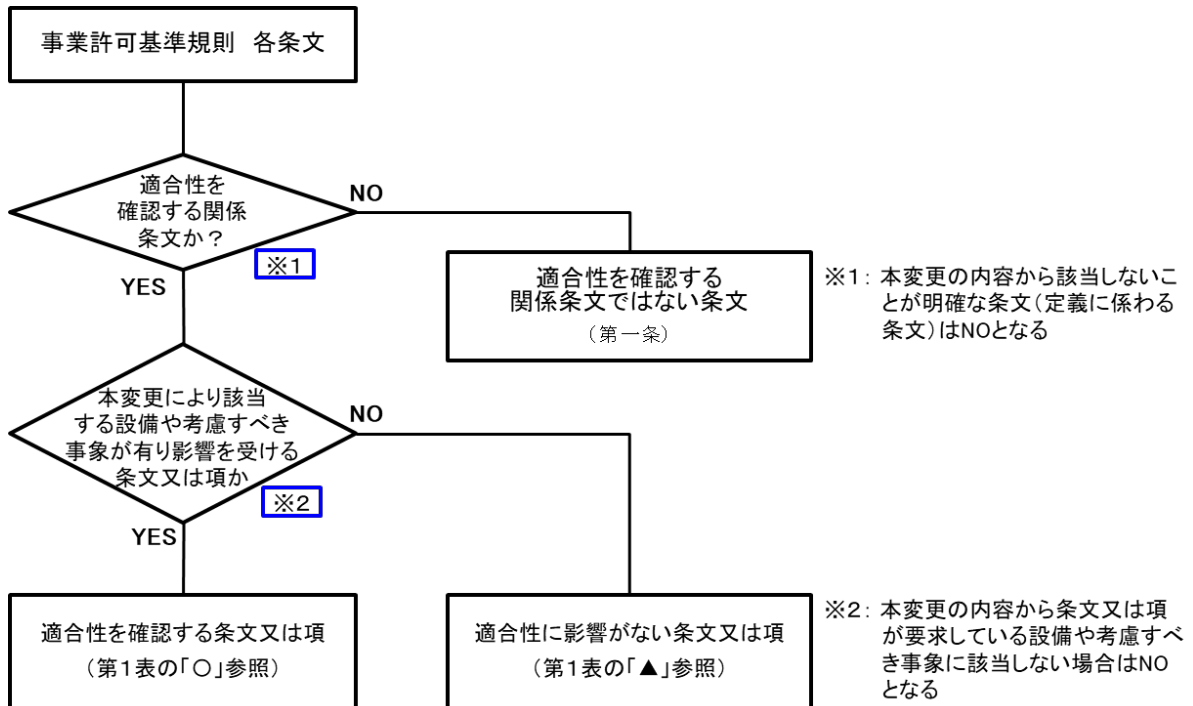 事業許可基準規則　各条文
適合性を
確認する関係
条文か？
NO
※1
YES
適合性を確認する
関係条文ではない条文
（第一条）
※1： 本変更の内容から該当しないこ
とが明確な条文（定義に係わる
条文）はNOとなる
本変更により該当
する設備や考慮すべき
事象が有り影響を受ける
条文又は項か
NO
※2
YES
適合性を確認する条文又は項
（第1表の「○」参照）
適合性に影響がない条文又は項
（第1表の「▲」参照）
※2： 本変更の内容から条文又は項
が要求している設備や考慮すべ
き事象に該当しない場合はNO
となる